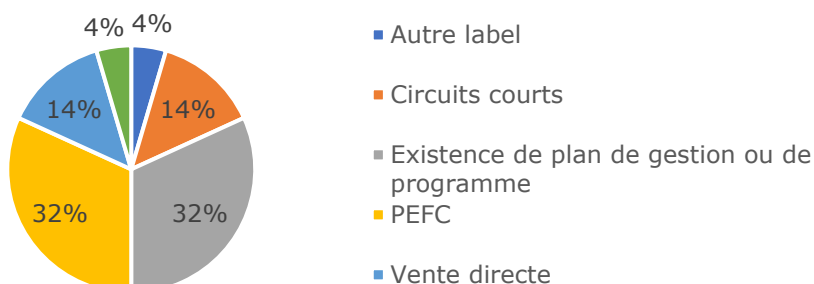 4% 4%
Autre label
14% 14%
Circuits courts
Existence de plan de gestion ou de
programme
32% 32%
PEFC
Vente directe